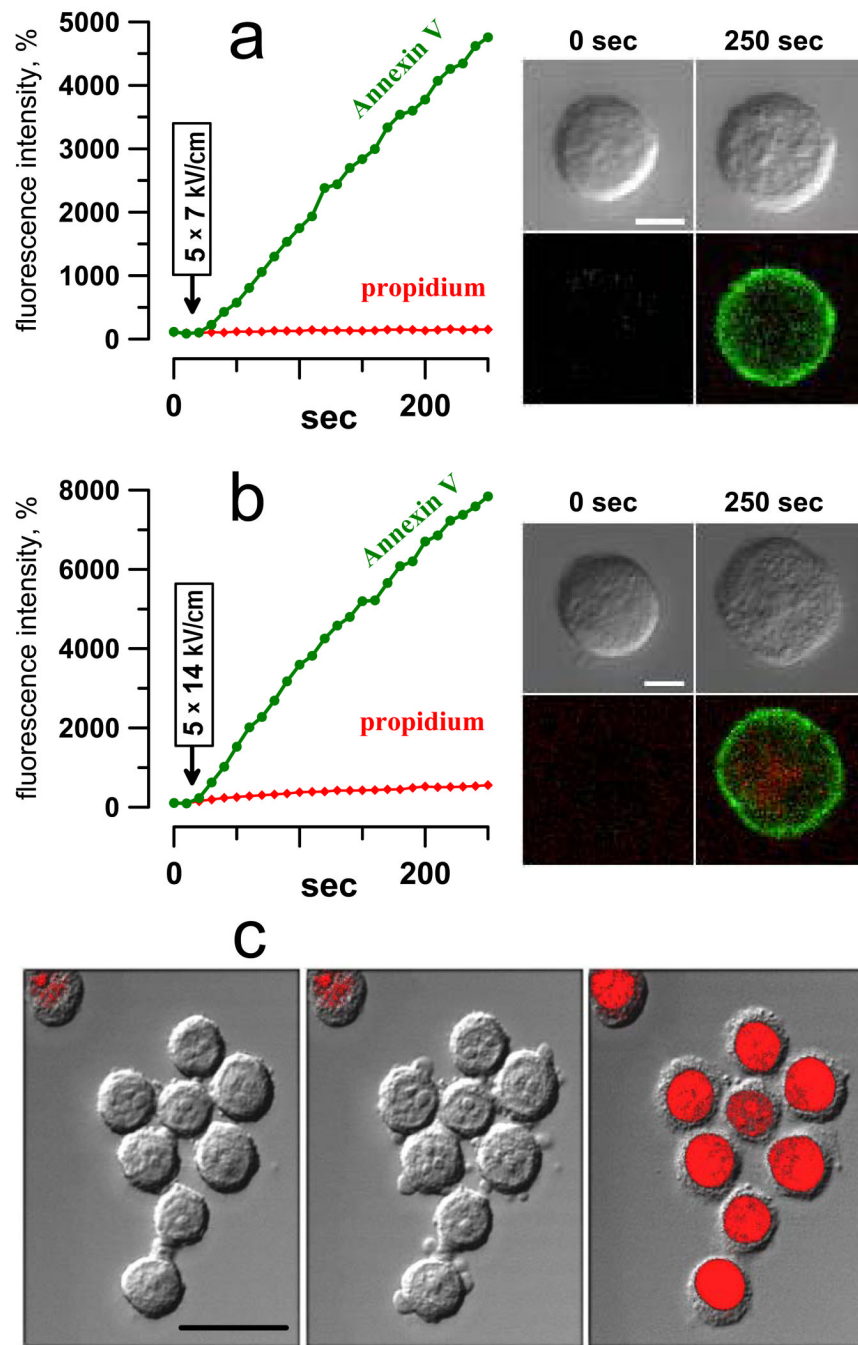 a
fluorescence intensity, %
5000
4000
3000
2000
1000
0
5 x 7 kV/cm
Annexin V
propidium
0
200
sec
0 sec
250 sec
b
fluorescence intensity, %
8000
6000
4000
2000
0
5 x 14 kV/cm
Annexin V
propidium
0
200
sec
0 sec
250 sec
c